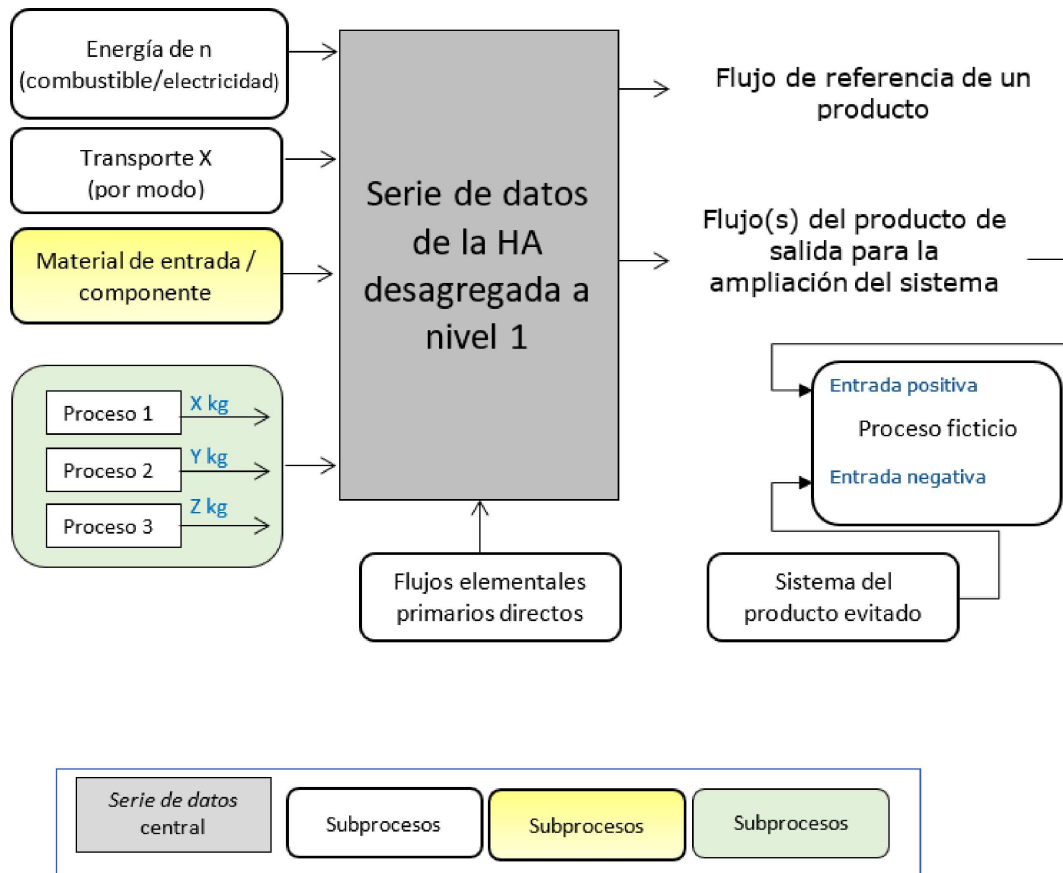 Energía de n
(combustible/electricidad)
Transporte X
(por modo)
Material de entrada /
componente
Proceso 1
X kg
Proceso 2
Y kg
Proceso 3
Z kg
Serie de datos
de la HA
desagregada a
nivel 1
Flujos elementales
primarios directos
Flujo de referencia de un
producto
Flujo(s) del producto de
salida para la
ampliación del sistema
Entrada positiva
Proceso ficticio
Entrada negativa
Sistema del
producto evitado
Serie de datos
central
Subprocesos
Subprocesos
Subprocesos